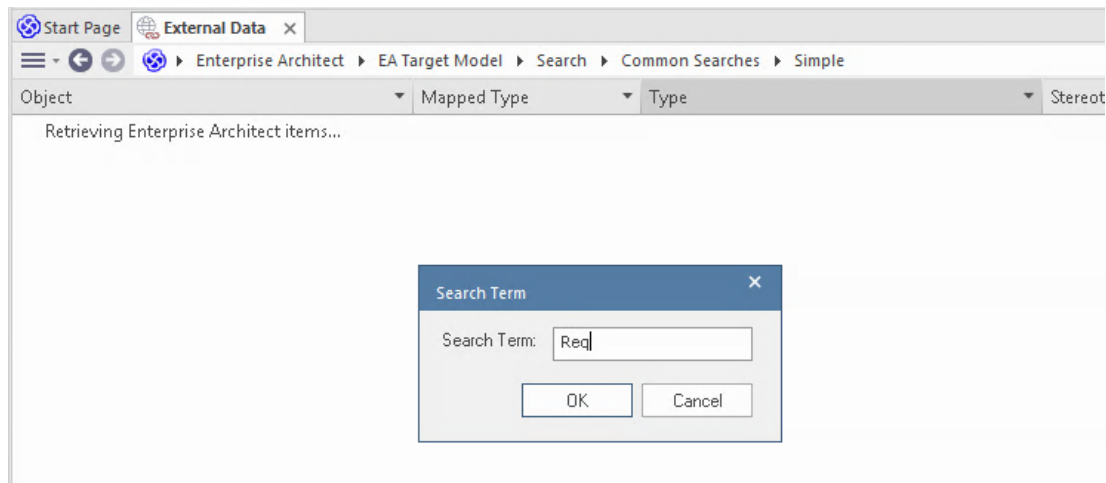 Start Page External Data
Enterprise Architect EA Target Model Search Common Searches Simple
Object Mapped Type Type Stereot
Retrieving Enterprise Architect items...
Search Term
Search Term: Req
OK Cancel